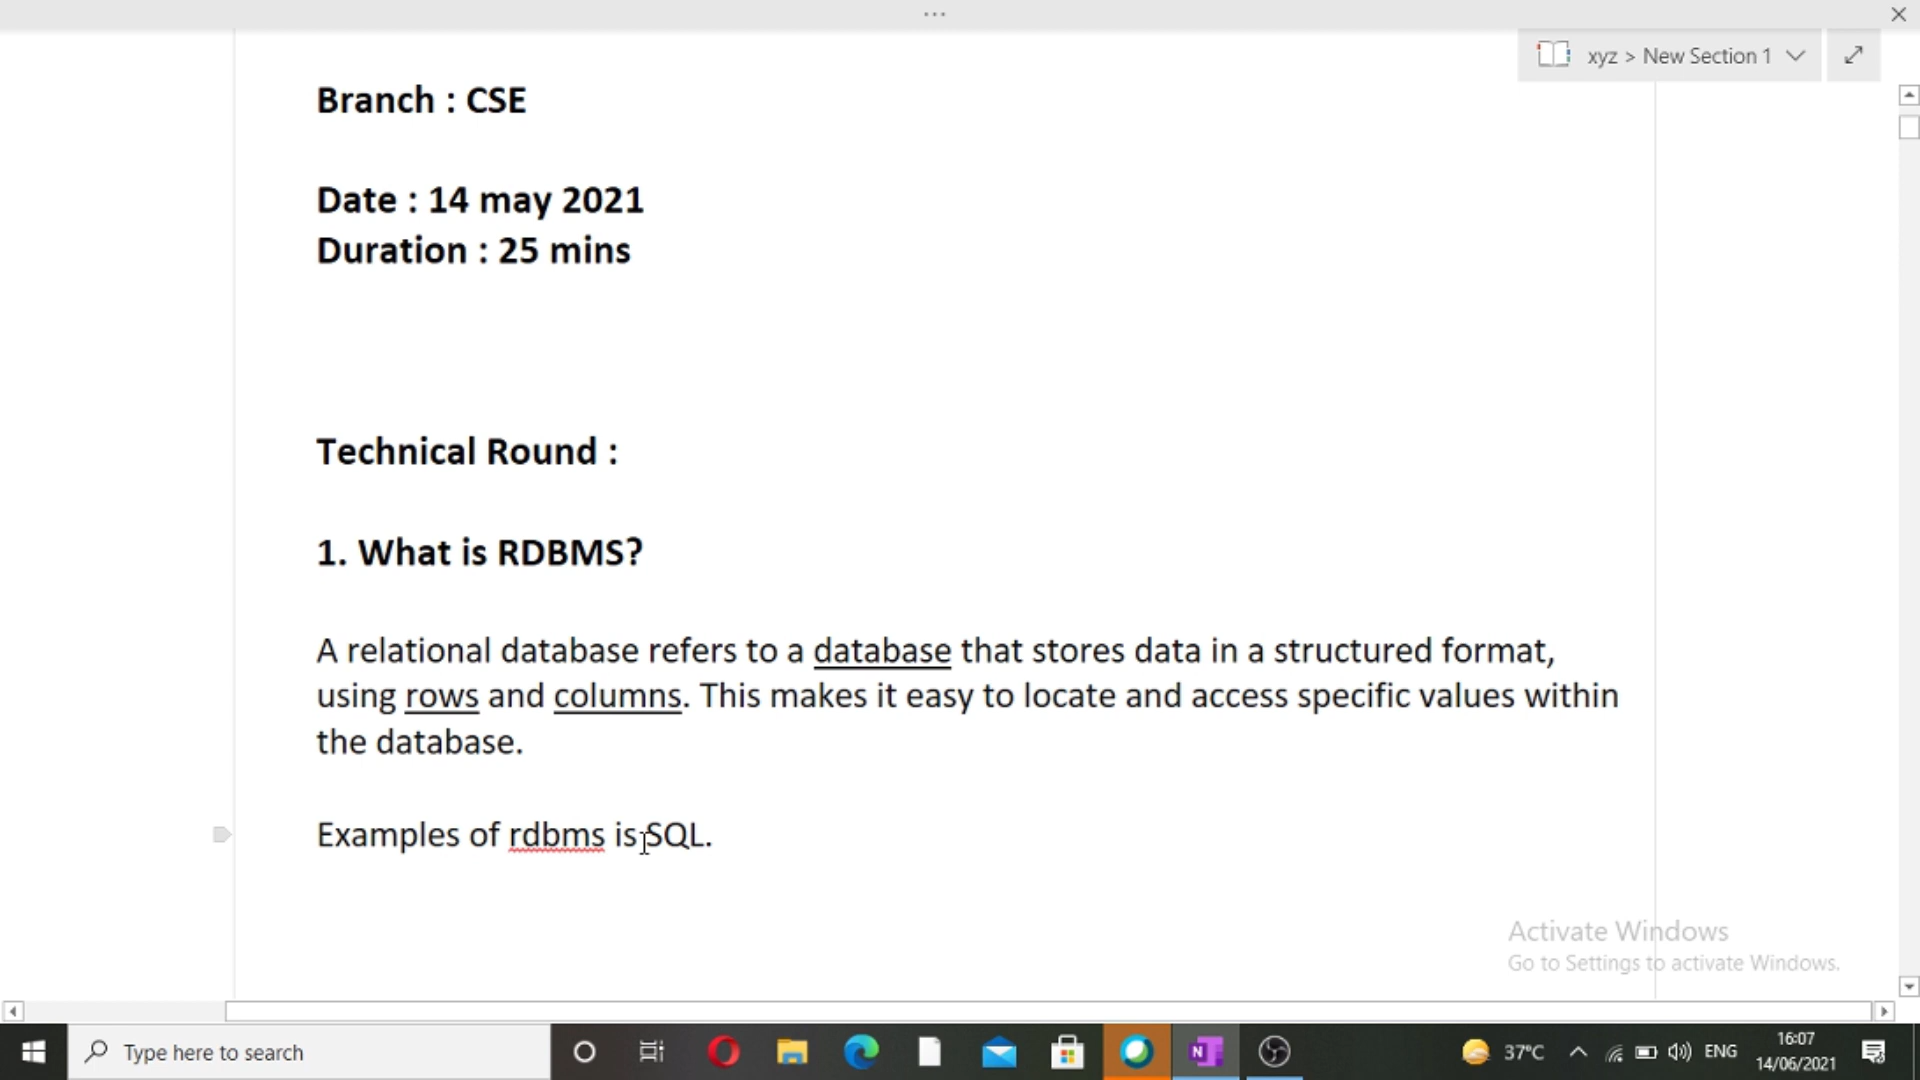 xyz > New Section 1
Branch : CSE
Date : 14 may 2021
Duration : 25 mins
Technical Round :
1. What is RDBMS?
A relational database refers to a database that stores data in a structured format,
using rows and columns. This makes it easy to locate and access specific values within
the database.
Examples of rdbms is SQL.
Activate Windows
Go to Settings to activate Windows.
Type here to search
N
37°C
ENG
16:07
14/06/2021